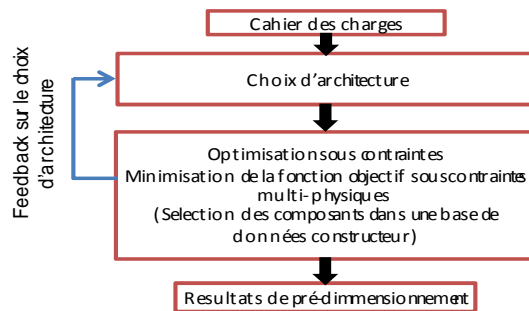 Cahier des charges
Feedback sur le choix
d'architecture
Choix d'architecture
Optimisation sous contraintes
Minimisation de la fonction objectif sous contraintes
multi-physiques
( Selection des composants dans une base de
données constructeur)
Resultats de pré-dimmensionnement